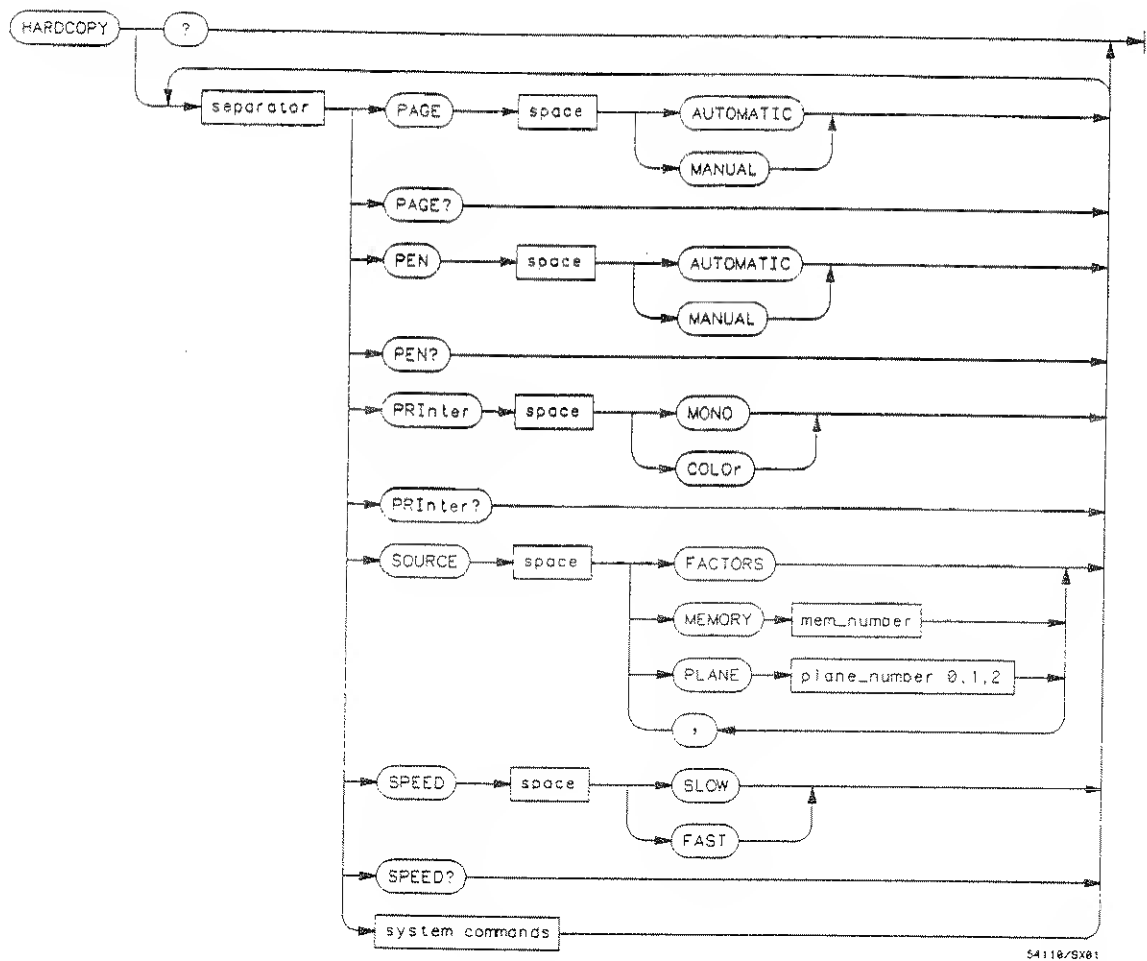 HARDCOPY ?
separator PAGE space AUTOMATIC
MANUAL
PAGE?
PEN space AUTOMATIC
MANUAL
PEN?
PRInter space MONO
COLOr
PRInter?
SOURCE space FACTORS
MEMORY mem_number
PLANE plane_number 0,1,2
,
SPEED space SLOW
FAST
SPEED?
system commands
54110/SX01